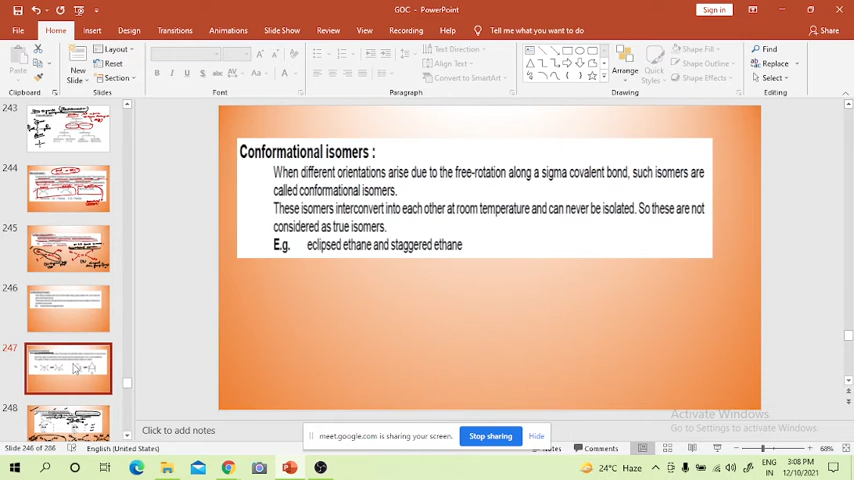 GOC - PowerPoint
Sign in
File
Home
Insert
Design
Transitions
Animations
Slide Show
Review
View
Recording
Help
Tell me what you want to do
Share
Paste
Clipboard
New Slide
Layout
Reset
Section
Slides
B I U S abc AV Aa A
Font
Paragraph
Text Direction
Align Text
Convert to SmartArt
Arrange
Quick Styles
Shape Fill
Shape Outline
Shape Effects
Drawing
Find
Replace
Select
Editing
243
244
245
246
247
248
Conformational isomers :
When different orientations arise due to the free-rotation along a sigma covalent bond, such isomers are
called conformational isomers.
These isomers interconvert into each other at room temperature and can never be isolated. So these are not
considered as true isomers.
E.g. eclipsed ethane and staggered ethane
Activate Windows
Go to Settings to activate Windows.
Click to add notes
meet.google.com is sharing your screen.
Stop sharing
Hide
Slide 246 of 286
English (United States)
Notes
Comments
68%
24°C Haze
ENG
IN
3:08 PM
12/10/2021